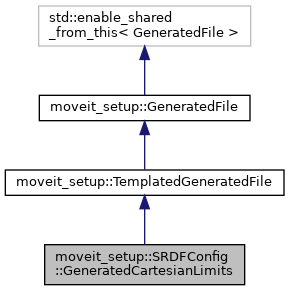 std::enable_shared
_from_this< GeneratedFile >
moveit_setup::GeneratedFile
moveit_setup::TemplatedGeneratedFile
moveit_setup::SRDFConfig
::GeneratedCartesianLimits